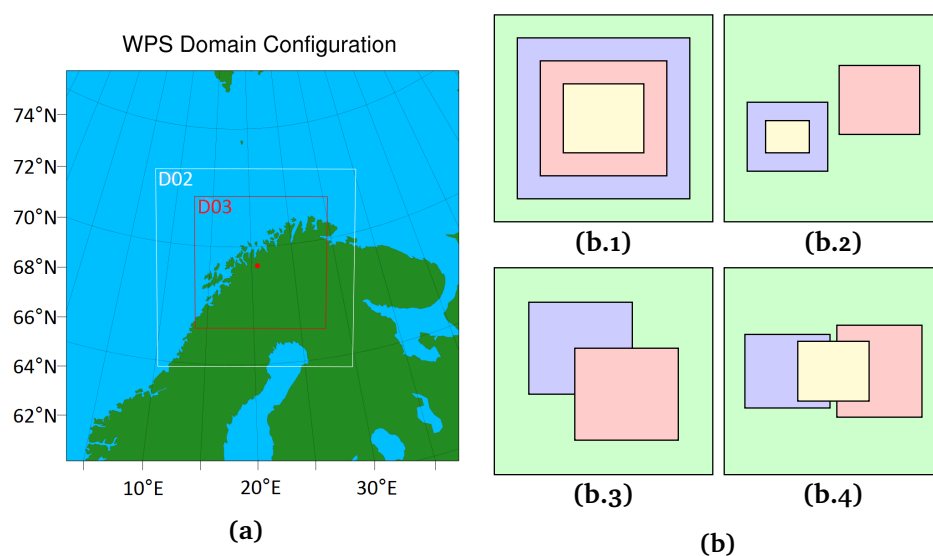 WPS Domain Configuration
74°N
72°N
70°N
68°N
66°N
64°N
62°N
D02
D03
10°E
20°E
30°E
(a)
(b.1)
(b.2)
(b.3)
(b.4)
(b)